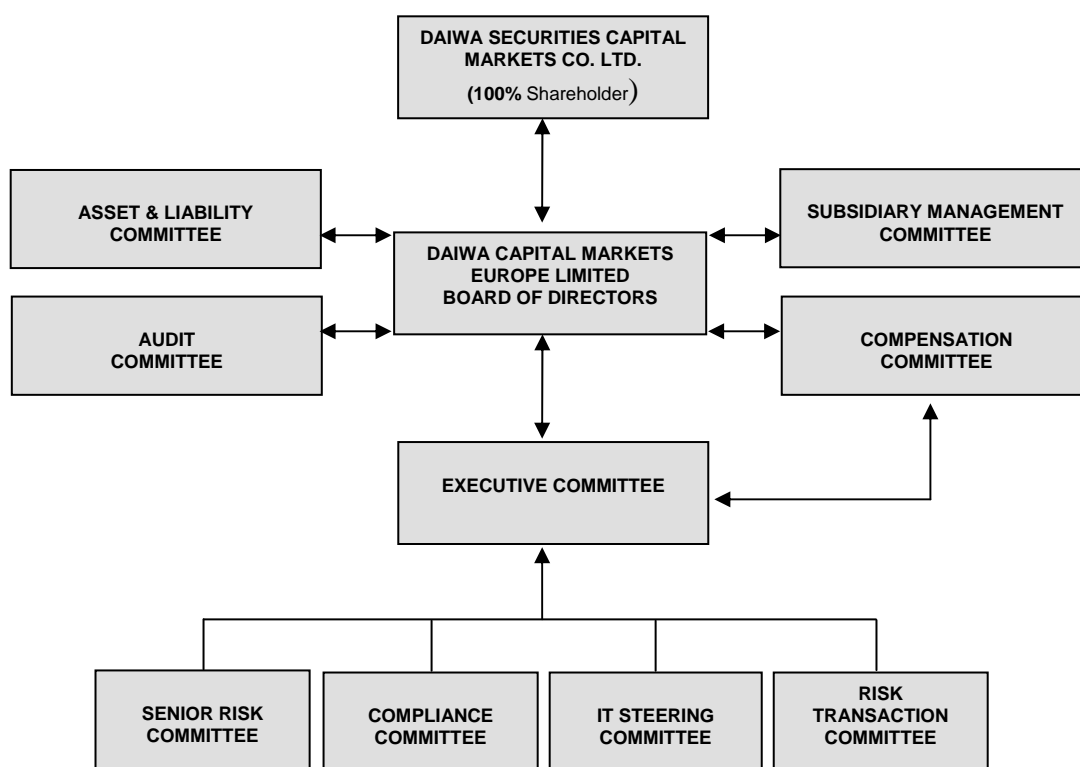 DAIWA SECURITIES CAPITAL
MARKETS CO. LTD.
(100% Shareholder)
ASSET & LIABILITY
COMMITTEE
SUBSIDIARY MANAGEMENT
COMMITTEE
DAIWA CAPITAL MARKETS
EUROPE LIMITED
BOARD OF DIRECTORS
AUDIT
COMMITTEE
COMPENSATION
COMMITTEE
EXECUTIVE COMMITTEE
SENIOR RISK
COMMITTEE
COMPLIANCE
COMMITTEE
IT STEERING
COMMITTEE
RISK
TRANSACTION
COMMITTEE